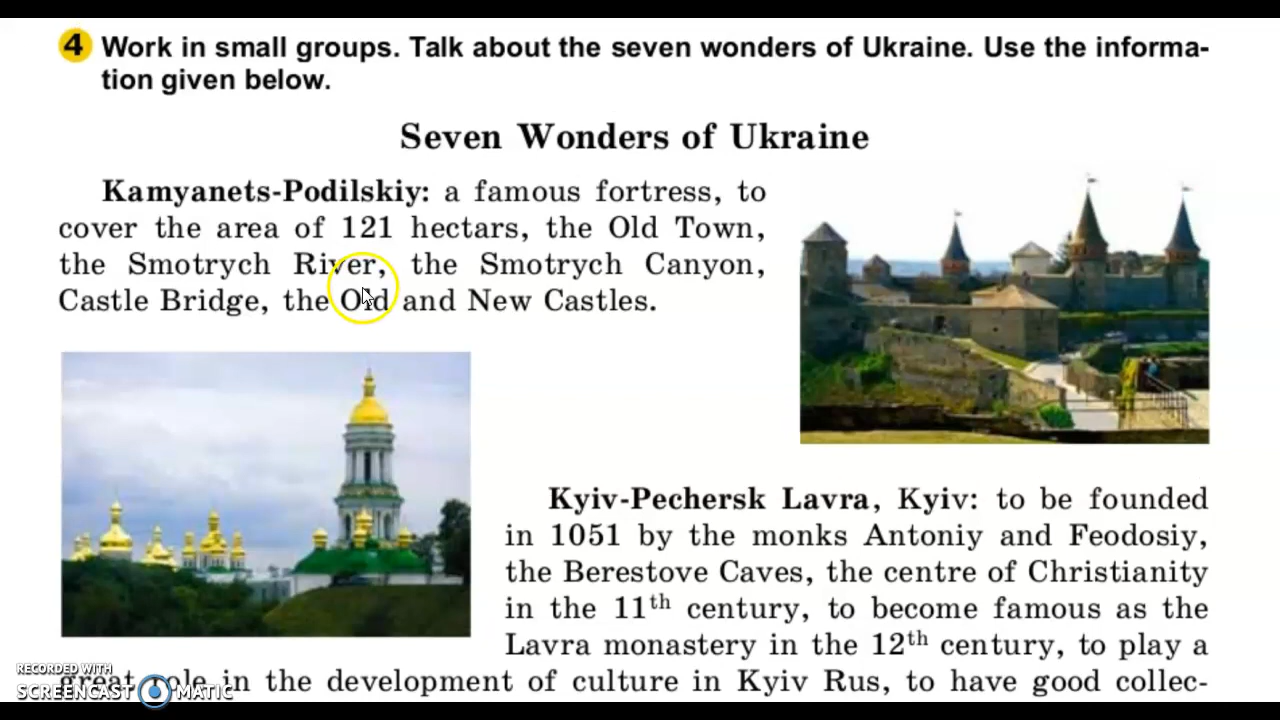 4 Work in small groups. Talk about the seven wonders of Ukraine. Use the informa-
tion given below.
Seven Wonders of Ukraine
Kamyanets-Podilskiy: a famous fortress, to
cover the area of 121 hectars, the Old Town,
the Smotrych River, the Smotrych Canyon,
Castle Bridge, the Old and New Castles.
Kyiv-Pechersk Lavra, Kyiv: to be founded
in 1051 by the monks Antoniy and Feodosiy,
the Berestove Caves, the centre of Christianity
in the 11th century, to become famous as the
Lavra monastery in the 12th century, to play a
great role in the development of culture in Kyiv Rus, to have good collec-
RECORDED WITH
SCREENCAST MATIC